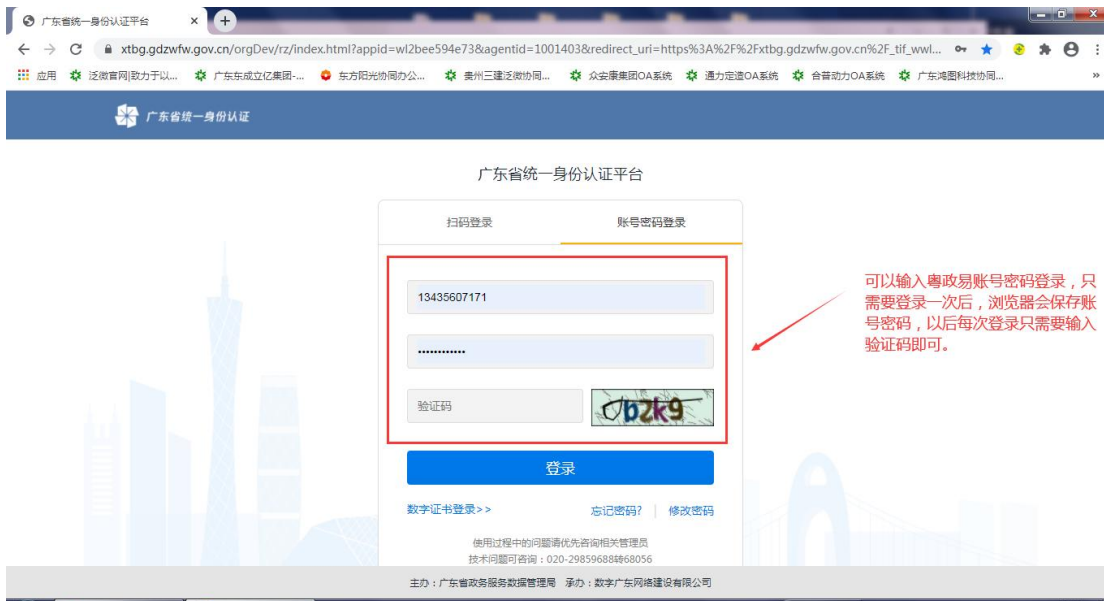 广东省统一身份认证平台
xtbg.gdzwfw.gov.cn/orgDev/rz/index.html?appid=wl2bee594e73&agentid=1001403&redirect_uri=https%3A%2F%2Fxtbg.gdzwfw.gov.cn%2F_tif_wwl...
应用 泛微官网|致力于以... 广东东成立亿集团-... 东方阳光协同办公... 贵州三建泛微协同... 众安康集团OA系统 通力定造OA系统 合普动力OA系统 广东鸿图科技协同... »
广东省统一身份认证
广东省统一身份认证平台
扫码登录 账号密码登录
13435607171
••••••••••••
验证码 bzk9
登录
数字证书登录>> 忘记密码? 修改密码
使用过程中的问题请优先咨询相关管理员
技术问题可咨询：020-29859688转68056
可以输入粤政易账号密码登录，只
需要登录一次后，浏览器会保存账
号密码，以后每次登录只需要输入
验证码即可。
主办：广东省政务服务数据管理局 承办：数字广东网络建设有限公司